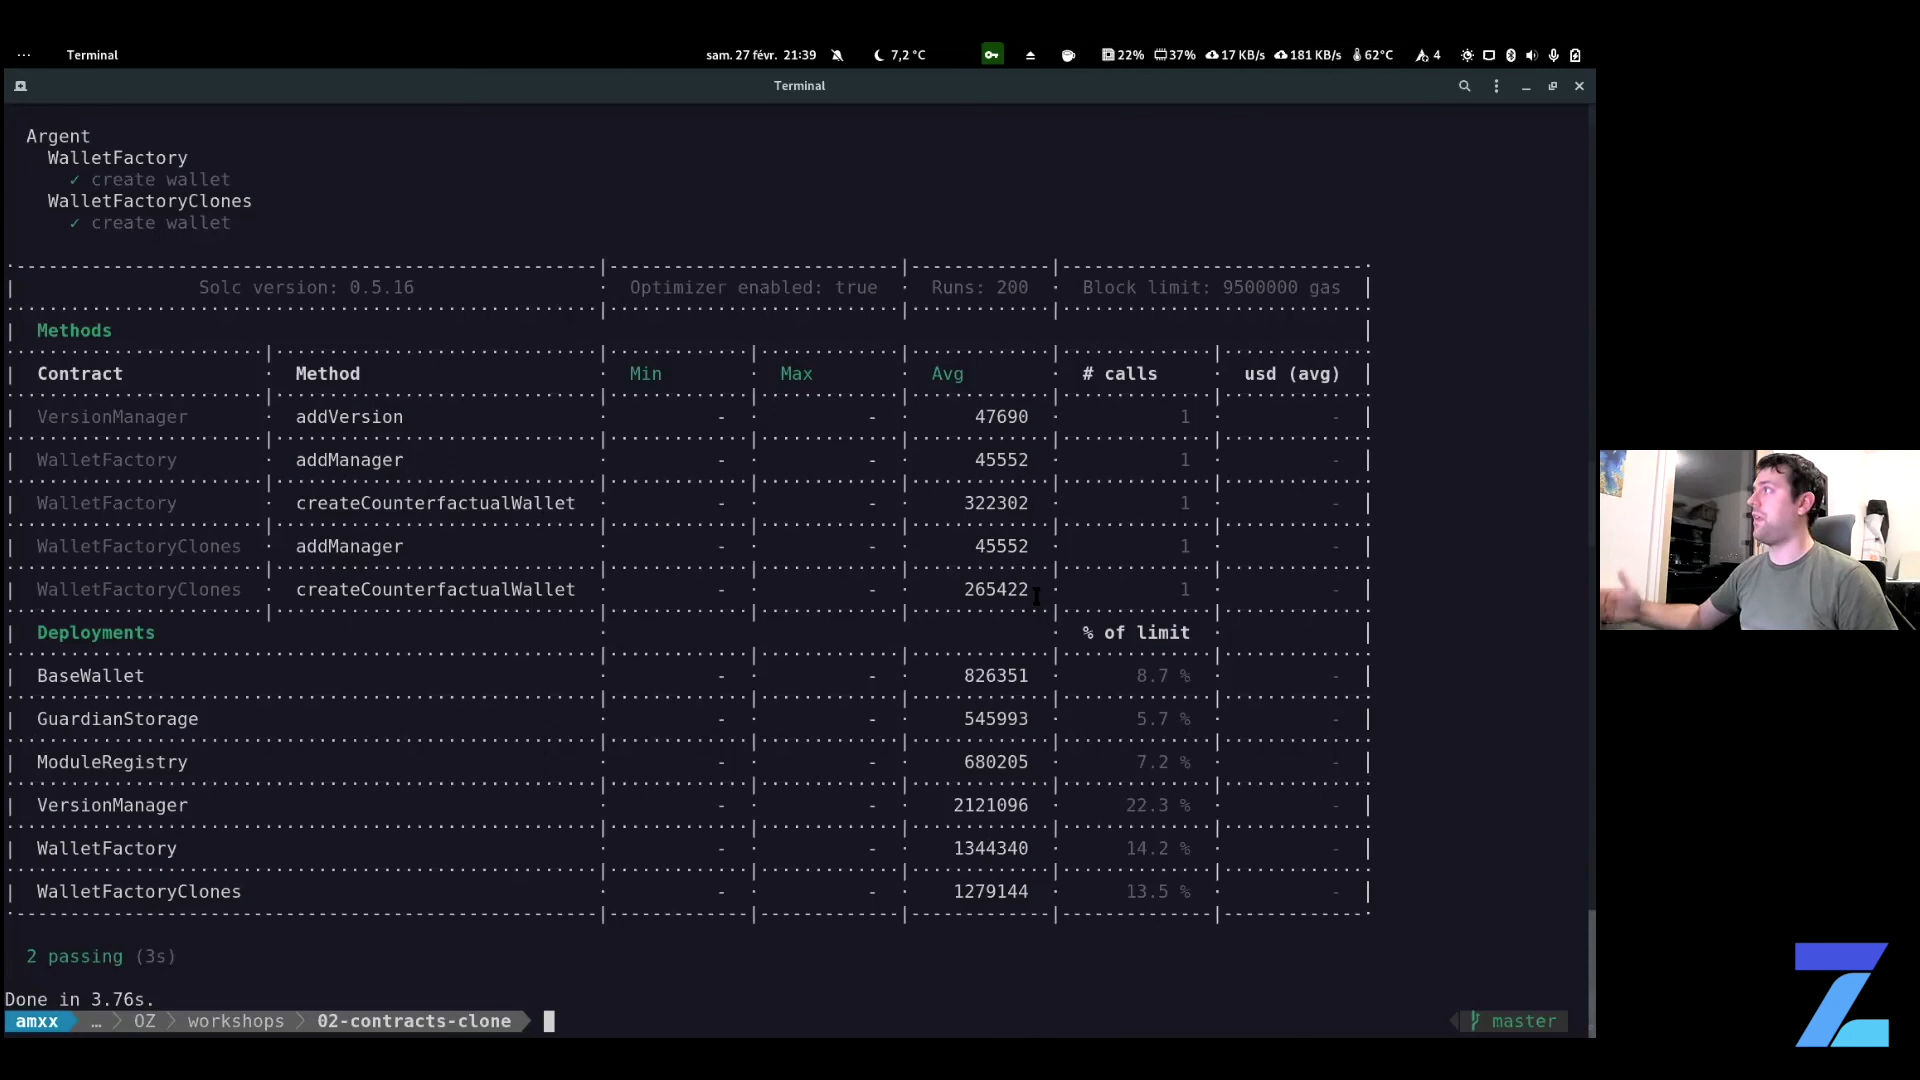 ... Terminal sam. 27 févr. 21:39 7,2 °C 22% 37% 17 KB/s 181 KB/s 62°C 4
Terminal
Argent
WalletFactory
✓ create wallet
WalletFactoryClones
✓ create wallet
Solc version: 0.5.16 Optimizer enabled: true Runs: 200 Block limit: 9500000 gas
Methods
Contract Method Min Max Avg # calls usd (avg)
VersionManager addVersion - - 47690 1 -
WalletFactory addManager - - 45552 1 -
WalletFactory createCounterfactualWallet - - 322302 1 -
WalletFactoryClones addManager - - 45552 1 -
WalletFactoryClones createCounterfactualWallet - - 265422 1 -
Deployments % of limit
BaseWallet - - 826351 8.7 % -
GuardianStorage - - 545993 5.7 % -
ModuleRegistry - - 680205 7.2 % -
VersionManager - - 2121096 22.3 % -
WalletFactory - - 1344340 14.2 % -
WalletFactoryClones - - 1279144 13.5 % -
2 passing (3s)
Done in 3.76s.
amxx … OZ workshops 02-contracts-clone master